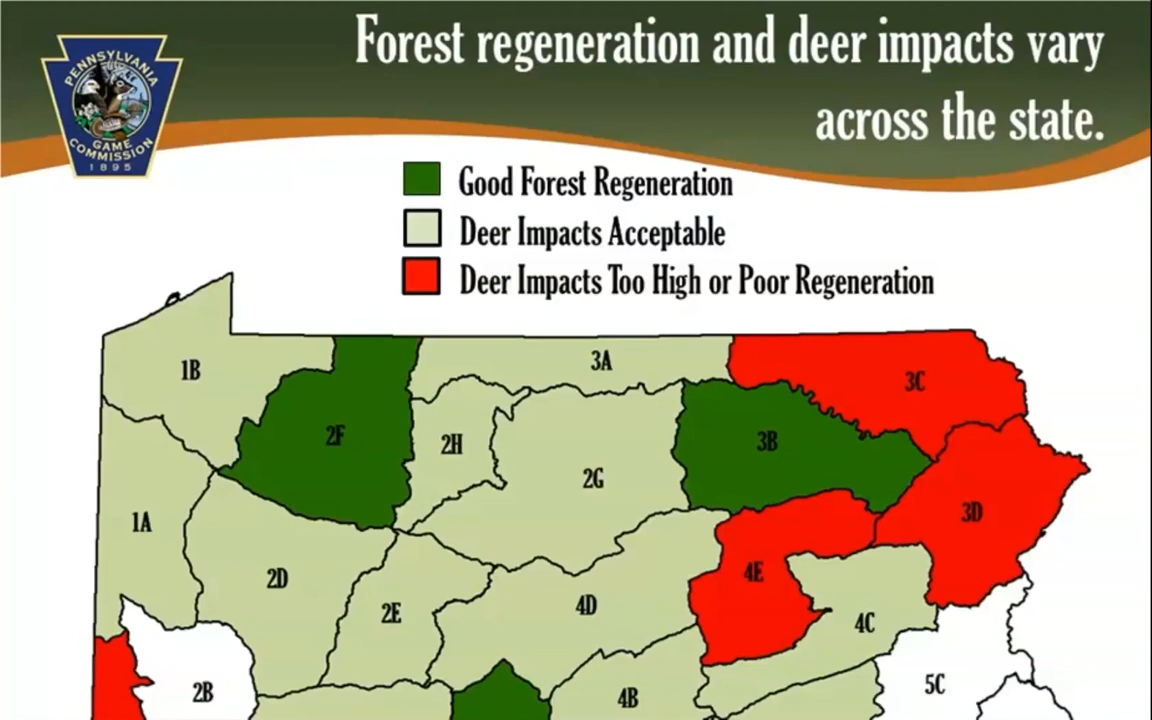 Forest regeneration and deer impacts vary
across the state.
PENNSYLVANIA
GAME
COMMISSION
1895
Good Forest Regeneration
Deer Impacts Acceptable
Deer Impacts Too High or Poor Regeneration
1B
3A
3C
2F
2H
3B
2G
1A
3D
2D
4E
2E
4D
4C
2B
4B
5C